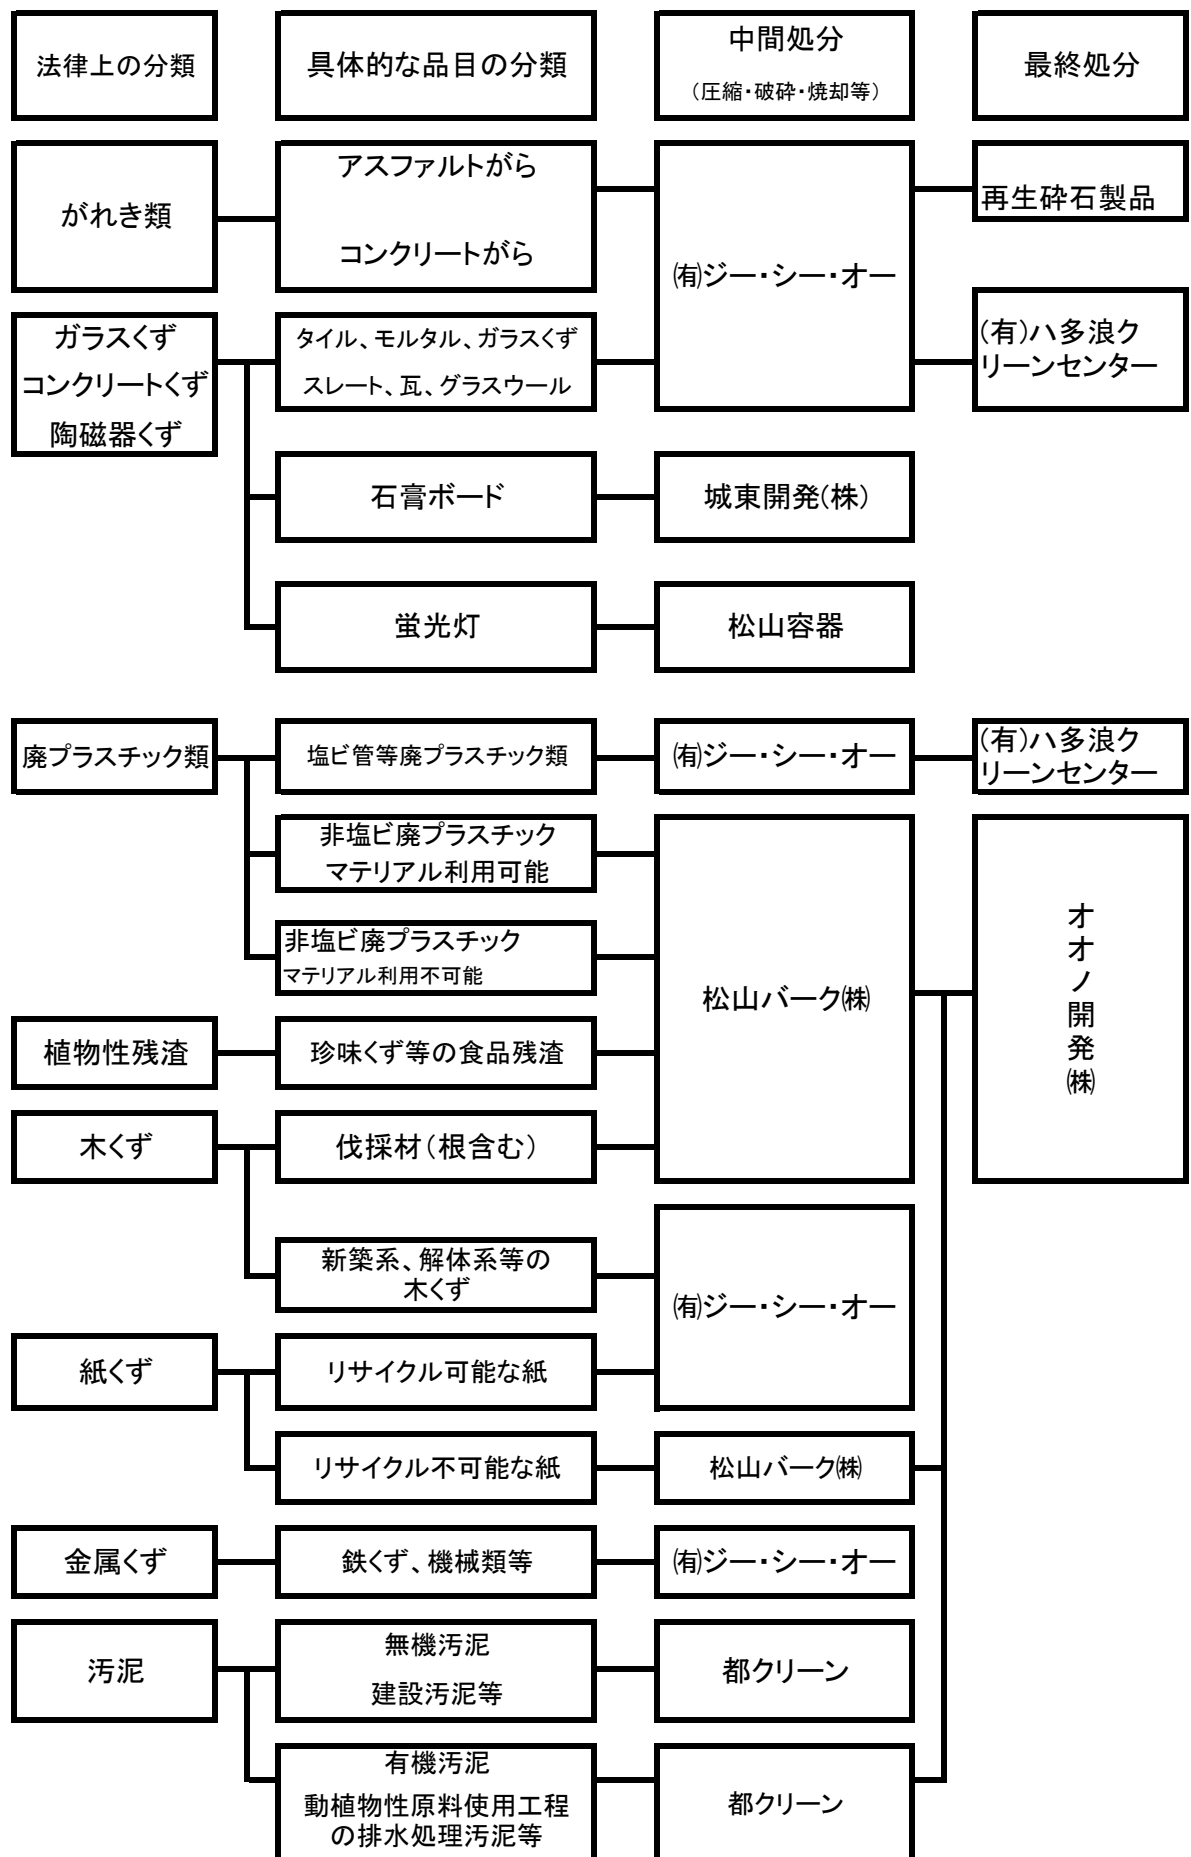 法律上の分類
具体的な品目の分類
中間処分
（圧縮・破砕・焼却等）
最終処分
がれき類
アスファルトがら
コンクリートがら
㈲ジー・シー・オー
再生砕石製品
(有)ハ多浪ク
リーンセンター
ガラスくず
コンクリートくず
陶磁器くず
タイル、モルタル、ガラスくず
スレート、瓦、グラスウール
石膏ボード
城東開発(株)
蛍光灯
松山容器
廃プラスチック類
塩ビ管等廃プラスチック類
㈲ジー・シー・オー
(有)ハ多浪ク
リーンセンター
非塩ビ廃プラスチック
マテリアル利用可能
非塩ビ廃プラスチック
マテリアル利用不可能
松山バーク㈱
オオノ開発㈱
植物性残渣
珍味くず等の食品残渣
木くず
伐採材（根含む）
新築系、解体系等の
木くず
㈲ジー・シー・オー
紙くず
リサイクル可能な紙
リサイクル不可能な紙
松山バーク㈱
金属くず
鉄くず、機械類等
㈲ジー・シー・オー
汚泥
無機汚泥
建設汚泥等
都クリーン
有機汚泥
動植物性原料使用工程
の排水処理汚泥等
都クリーン